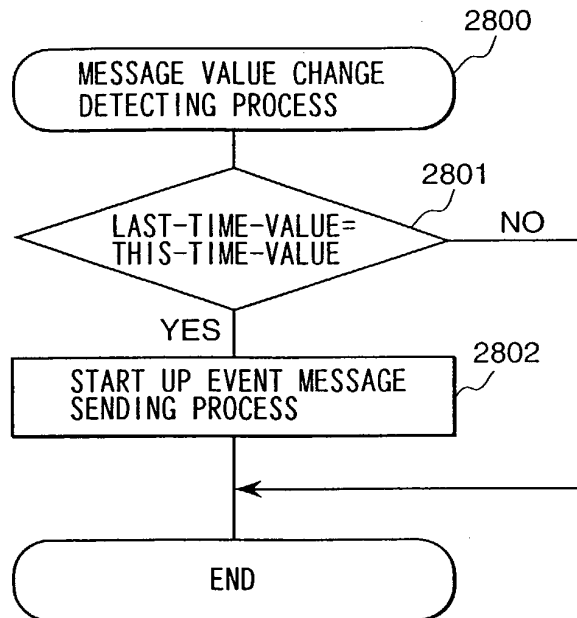 2800
MESSAGE VALUE CHANGE
DETECTING PROCESS
2801
LAST-TIME-VALUE=
THIS-TIME-VALUE
NO
YES
2802
START UP EVENT MESSAGE
SENDING PROCESS
END